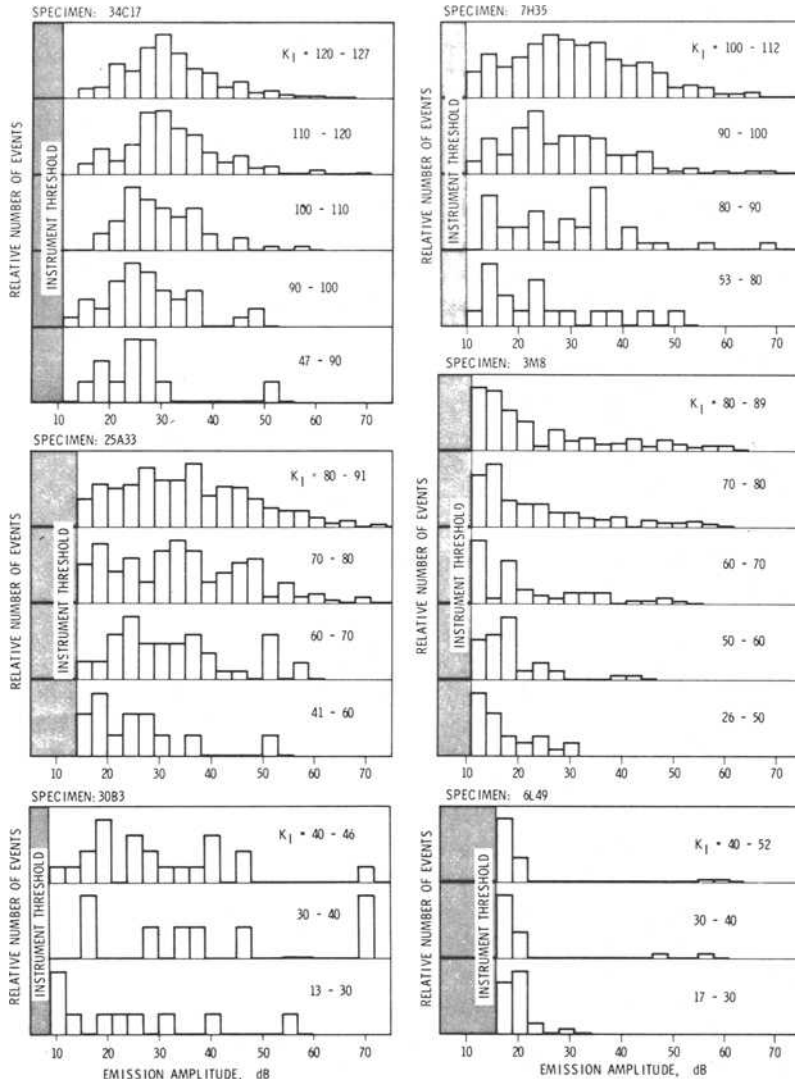 SPECIMEN: 34C17
RELATIVE NUMBER OF EVENTS
INSTRUMENT THRESHOLD
K I = 120 - 127
110 - 120
100 - 110
90 - 100
47 - 90
10 20 30 40 50 60 70
SPECIMEN: 7H35
RELATIVE NUMBER OF EVENTS
INSTRUMENT THRESHOLD
K I = 100 - 112
90 - 100
80 - 90
53 - 80
10 20 30 40 50 60 70
SPECIMEN: 25A33
RELATIVE NUMBER OF EVENTS
INSTRUMENT THRESHOLD
K I = 80 - 91
70 - 80
60 - 70
41 - 60
10 20 30 40 50 60 70
SPECIMEN: 3M8
RELATIVE NUMBER OF EVENTS
INSTRUMENT THRESHOLD
K I = 80 - 89
70 - 80
60 - 70
50 - 60
26 - 50
10 20 30 40 50 60 70
SPECIMEN: 30B3
RELATIVE NUMBER OF EVENTS
INSTRUMENT THRESHOLD
K I = 40 - 46
30 - 40
13 - 30
10 20 30 40 50 60 70
EMISSION AMPLITUDE, dB
SPECIMEN: 6L49
RELATIVE NUMBER OF EVENTS
INSTRUMENT THRESHOLD
K I = 40 - 52
30 - 40
17 - 30
10 20 30 40 50 60 70
EMISSION AMPLITUDE, dB